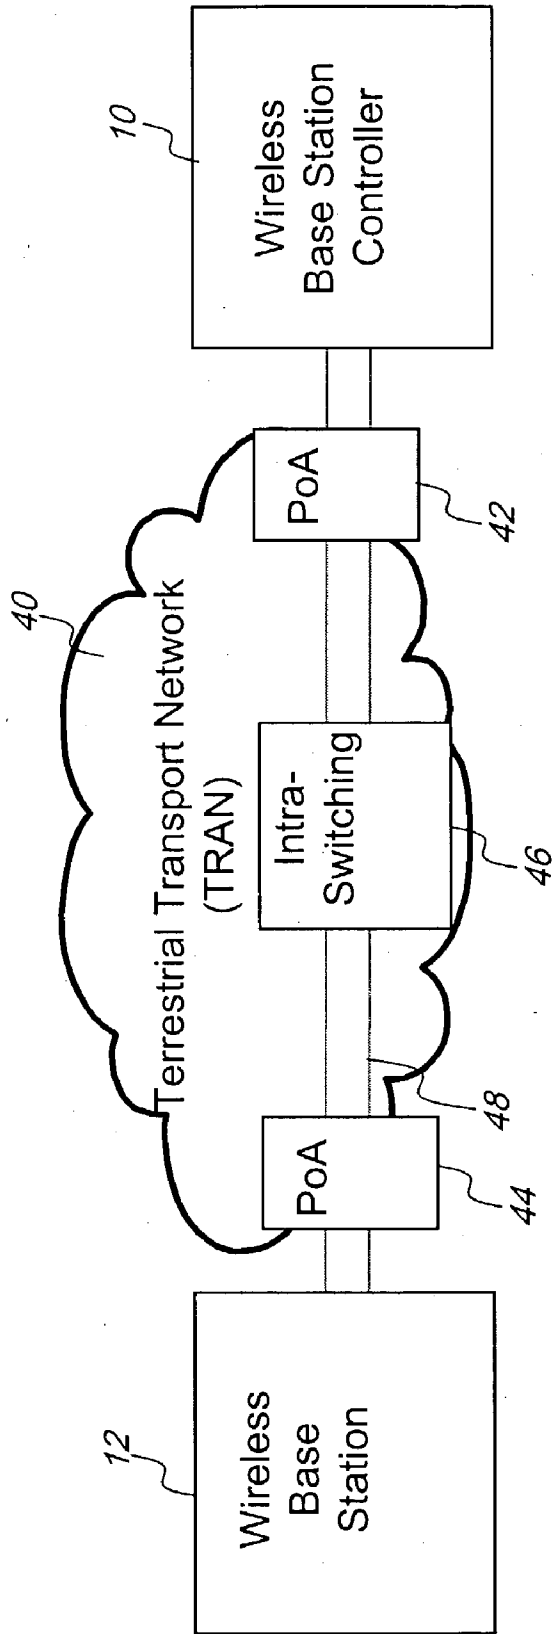 40
Terrestrial Transport Network
(TRAN)
12
Wireless
Base
Station
PoA
44
48
Intra-
Switching
46
PoA
42
10
Wireless
Base Station
Controller